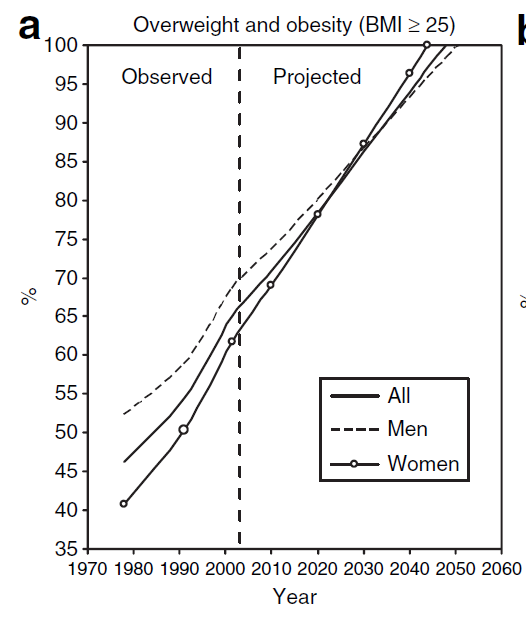 a
Overweight and obesity (BMI ≥ 25)
100
95
90
85
80
75
70
65
60
55
50
45
40
35
%
Observed
Projected
All
Men
Women
1970 1980 1990 2000 2010 2020 2030 2040 2050 2060
Year